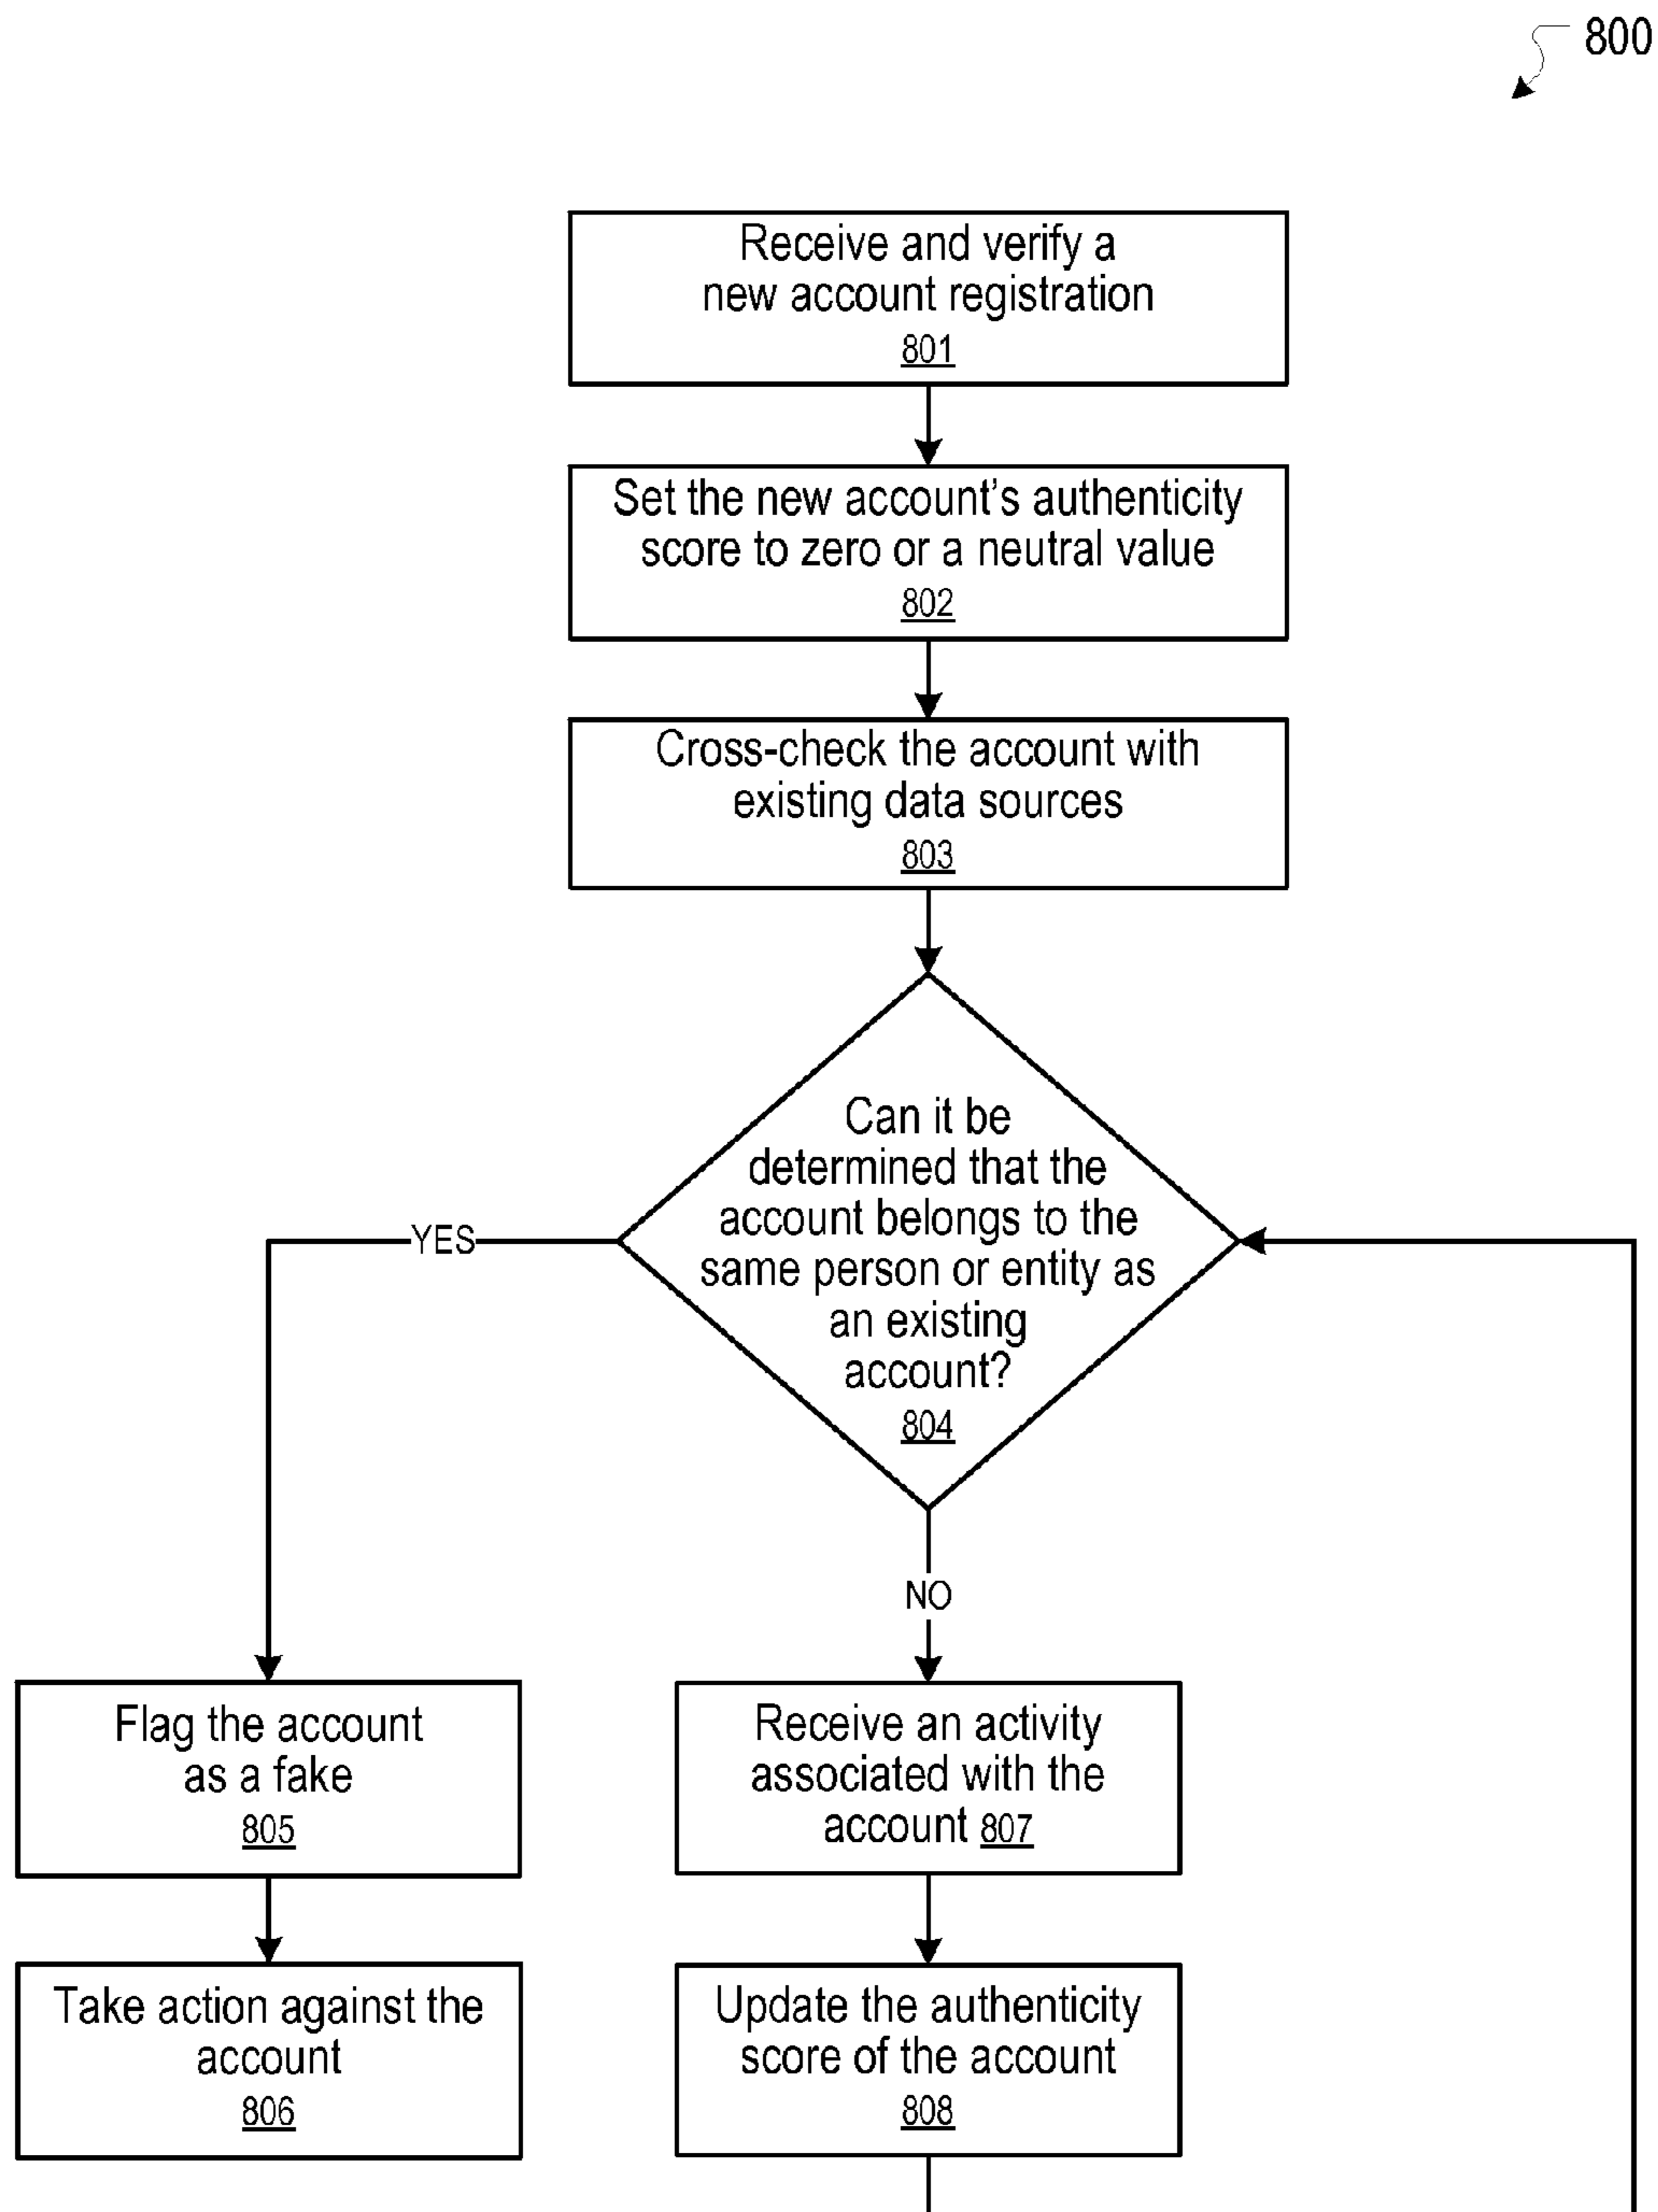 800
Receive and verify a
new account registration
801
Set the new account’s authenticity
score to zero or a neutral value
802
Cross-check the account with
existing data sources
803
Can it be
determined that the
account belongs to the
same person or entity as
an existing
account?
804
YES
NO
Flag the account
as a fake
805
Receive an activity
associated with the
account 807
Take action against the
account
806
Update the authenticity
score of the account
808